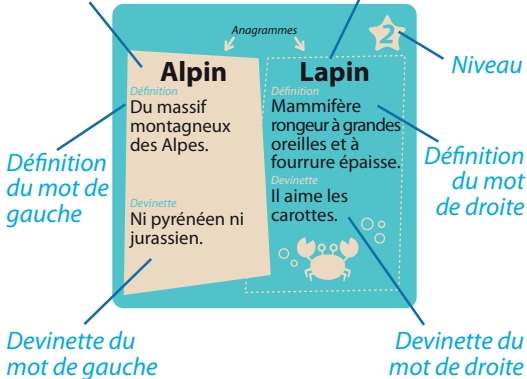 Anagrammes
2
Niveau
Alpin
Définition
Du massif
montagneux
des Alpes.
Devinette
Ni pyrénéen ni
jurassien.
Lapin
Définition
Mammifère
rongeur à grandes
oreilles et à
fourrure épaisse.
Devinette
Il aime les
carottes.
Définition
du mot de
gauche
Définition
du mot
de droite
Devinette du
mot de gauche
Devinette du
mot de droite